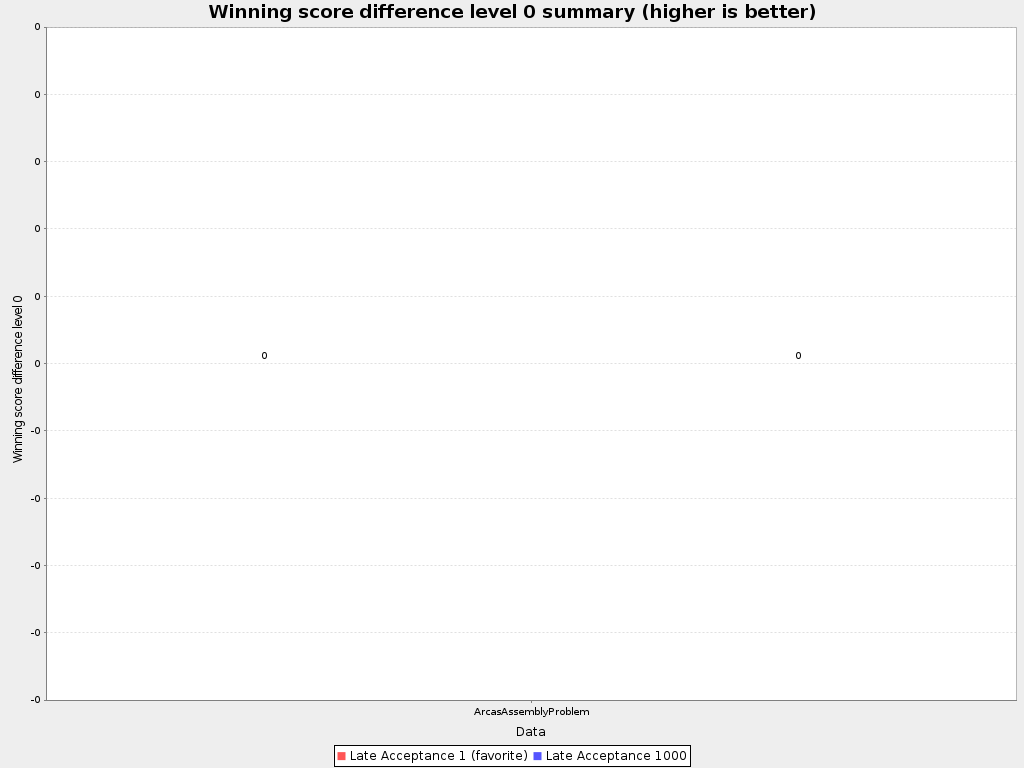 Winning score difference level 0 summary (higher is better)
0
0
0
0
0
0
-0
-0
-0
-0
-0
Winning score difference level 0
0
0
ArcasAssemblyProblem
Data
Late Acceptance 1 (favorite) Late Acceptance 1000